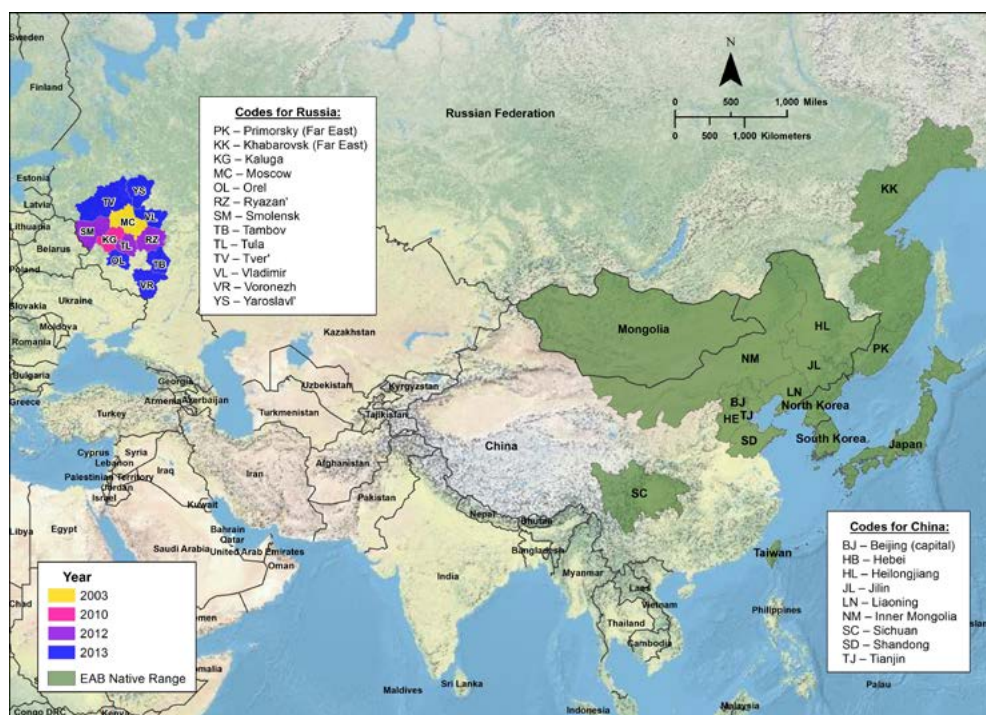 Sweden
Finland
Estonia
Latvia
Lithuania
Belarus
Poland
Ukraine
Slovakia
Moldova
Romania
Bulgaria
Greece
Turkey
Georgia
Armenia
Azerbaijan
Cyprus
Syria
Lebanon
Palestinian Territory
Jordan
Israel
Iraq
Iran
Kuwait
Bahrain
Qatar
United Arab Emirates
Saudi Arabia
Oman
Libya
Egypt
Chad
Congo DRC
Kenya
Kazakhstan
Uzbekistan
Turkmenistan
Kyrgyzstan
Tajikistan
Afghanistan
Pakistan
India
Nepal
Bhutan
Bangladesh
Myanmar
Laos
Vietnam
Thailand
Cambodia
Maldives
Sri Lanka
Indonesia
Malaysia
Philippines
Palau
Taiwan
China
Mongolia
Russian Federation
North Korea
South Korea
Japan
YS
TV
VL
MC
SM
KG
TL
RZ
OL
TB
VR
KK
HL
PK
NM
JL
LN
BJ
TJ
HE
SD
SC
N
0 500 1,000 Miles
0 500 1,000 Kilometers
Codes for Russia:
PK – Primorsky (Far East)
KK – Khabarovsk (Far East)
KG – Kaluga
MC – Moscow
OL – Orel
RZ – Ryazan'
SM – Smolensk
TB – Tambov
TL – Tula
TV – Tver'
VL – Vladimir
VR – Voronezh
YS – Yaroslavl'
Codes for China:
BJ – Beijing (capital)
HB – Hebei
HL – Heilongjiang
JL – Jilin
LN – Liaoning
NM – Inner Mongolia
SC – Sichuan
SD – Shandong
TJ – Tianjin
Year
2003
2010
2012
2013
EAB Native Range